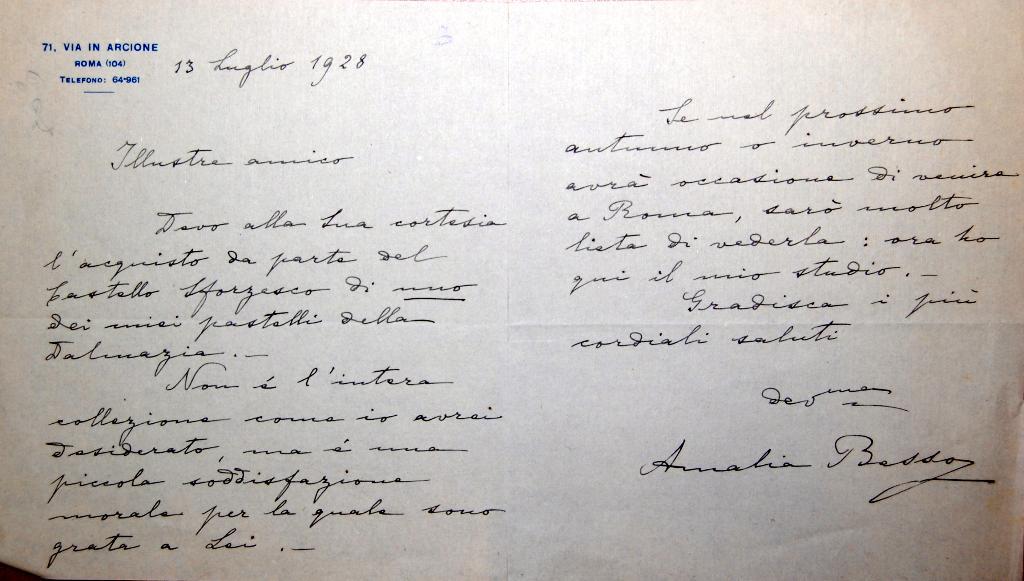 71, VIA IN ARCIONE
ROMA (104)
TELEFONO: 64-961
13 Luglio 1928
Illustre amico
Devo alla Sua cortesia
l'acquisto da parte del
Castello Sforzesco di uno
dei miei pastelli della
Dalmazia. —
Non é l'intera
collezione come io avrei
desiderato, ma é una
piccola soddisfazione
morale per la quale sono
grata a Lei. —
Se nel prossimo
autunno o inverno
avrà occasione di venire
a Roma, sarò molto
lieta di vederla: ora ho
qui il mio studio. —
Gradisca i più
cordiali saluti
dev ma
Amalia Besso